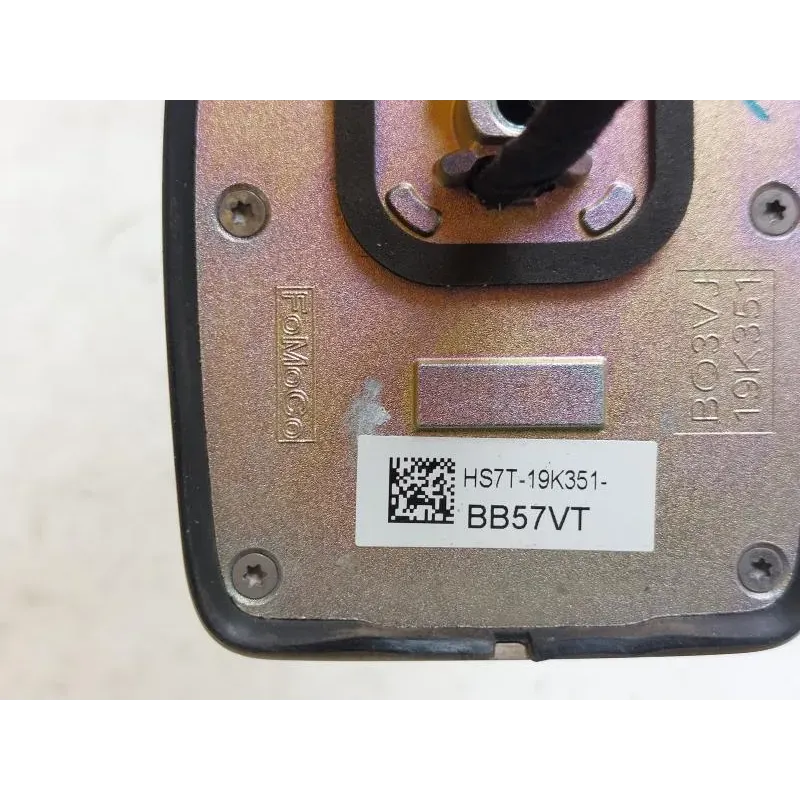 FoMoCo
BO3VJ
19K351
HS7T-19K351-
BB57VT